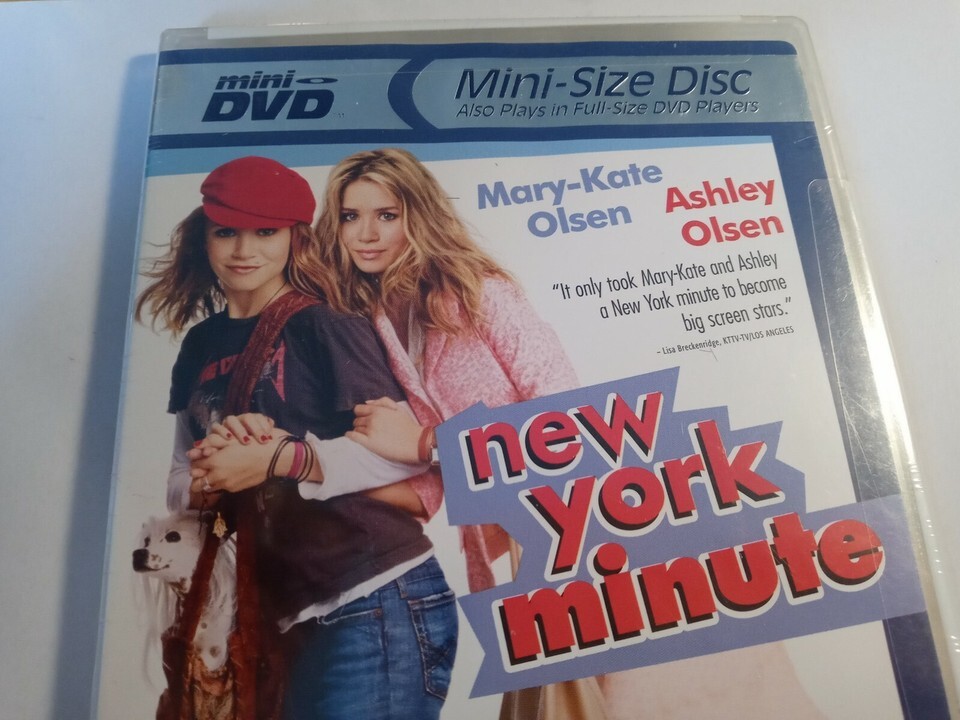 mini
DVD
Mini-Size Disc
Also Plays in Full-Size DVD Players
Mary-Kate
Olsen
Ashley
Olsen
"It only took Mary-Kate and Ashley
a New York minute to become
big screen stars."
– Lisa Breckenridge, KTTV-TV/LOS ANGELES
new
york
minute